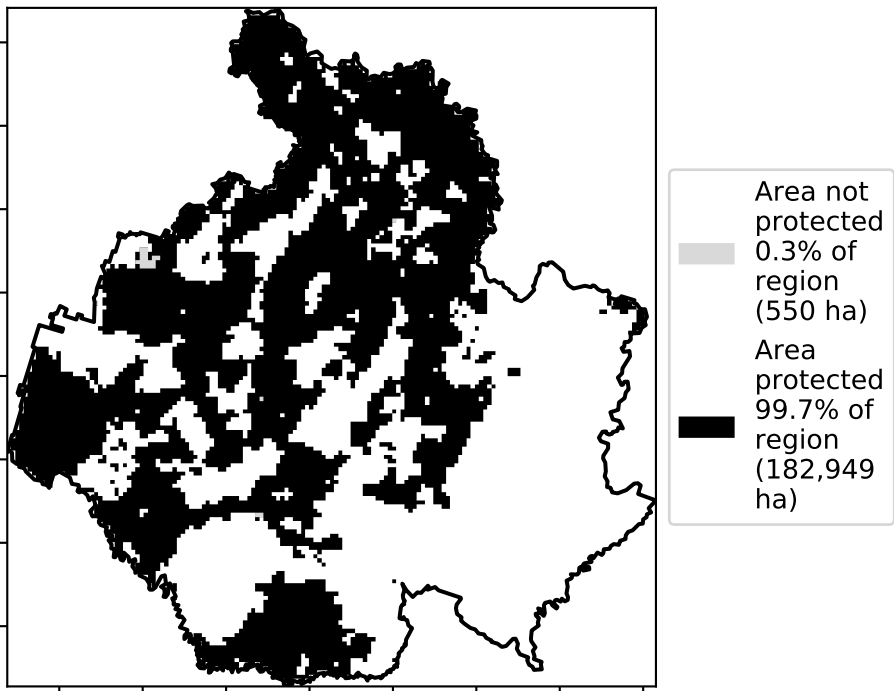 Area not
protected
0.3% of
region
(550 ha)
Area
protected
99.7% of
region
(182,949
ha)